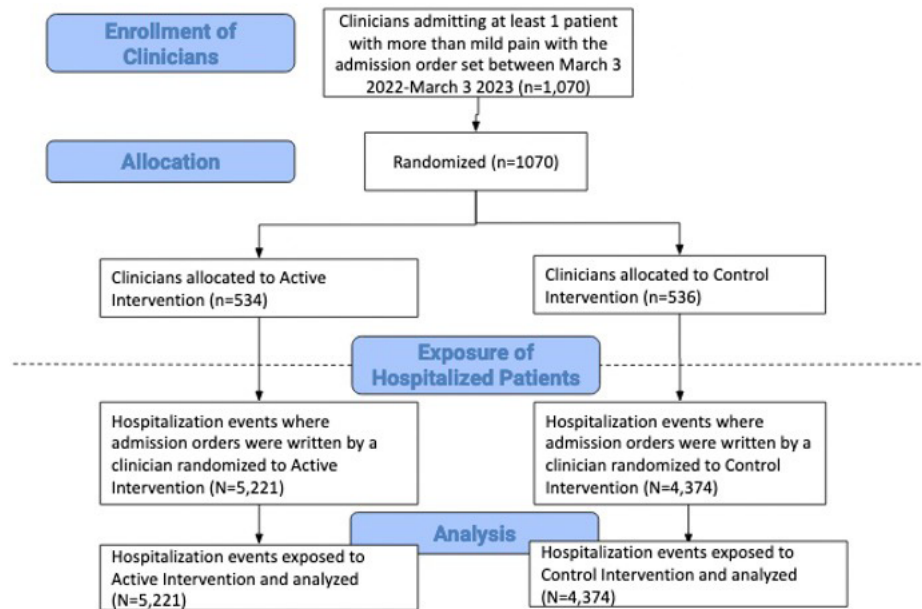 Enrollment of
Clinicians
Clinicians admitting at least 1 patient
with more than mild pain with the
admission order set between March 3
2022-March 3 2023 (n=1,070)
Allocation
Randomized (n=1070)
Clinicians allocated to Active
Intervention (n=534)
Clinicians allocated to Control
Intervention (n=536)
Exposure of
Hospitalized Patients
Hospitalization events where
admission orders were written by a
clinician randomized to Active
Intervention (N=5,221)
Hospitalization events where
admission orders were written by a
clinician randomized to Control
Intervention (N=4,374)
Analysis
Hospitalization events exposed to
Active Intervention and analyzed
(N=5,221)
Hospitalization events exposed to
Control Intervention and analyzed
(N=4,374)